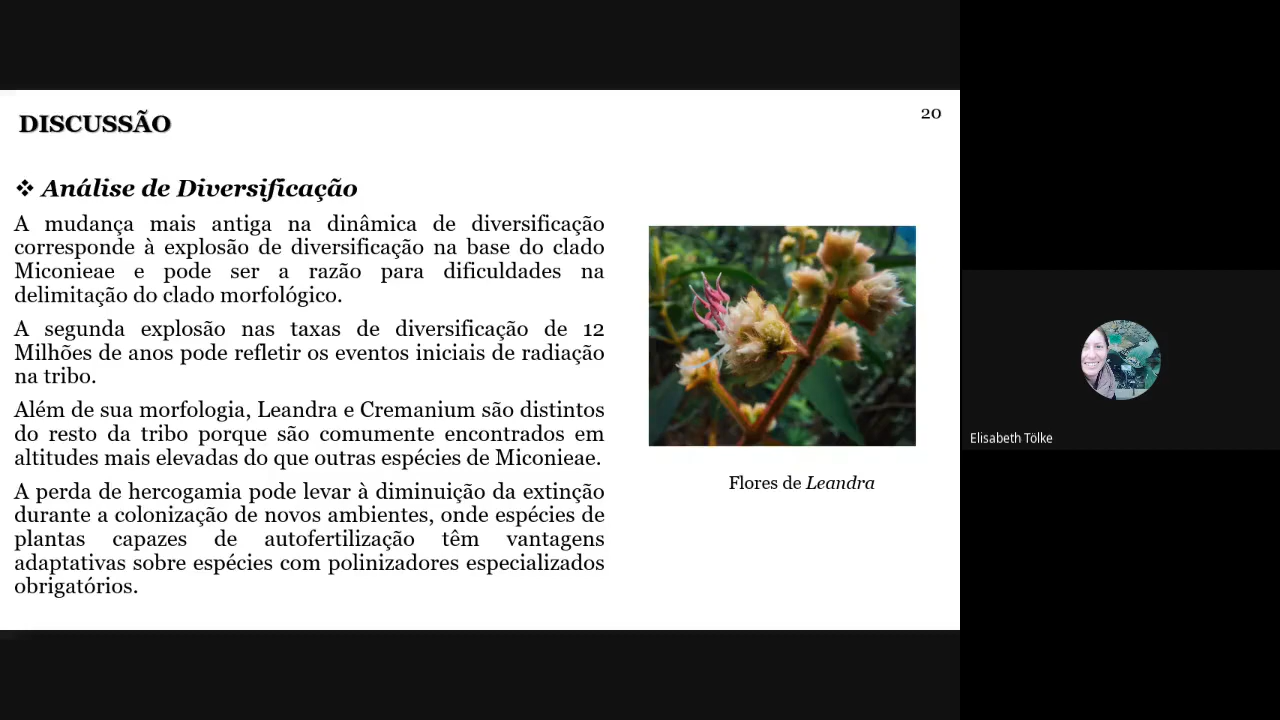 DISCUSSÃO
20
❖ Análise de Diversificação
A mudança mais antiga na dinâmica de diversificação
corresponde à explosão de diversificação na base do clado
Miconieae e pode ser a razão para dificuldades na
delimitação do clado morfológico.
A segunda explosão nas taxas de diversificação de 12
Milhões de anos pode refletir os eventos iniciais de radiação
na tribo.
Além de sua morfologia, Leandra e Cremanium são distintos
do resto da tribo porque são comumente encontrados em
altitudes mais elevadas do que outras espécies de Miconieae.
A perda de hercogamia pode levar à diminuição da extinção
durante a colonização de novos ambientes, onde espécies de
plantas capazes de autofertilização têm vantagens
adaptativas sobre espécies com polinizadores especializados
obrigatórios.
Flores de Leandra
Elisabeth Tölke